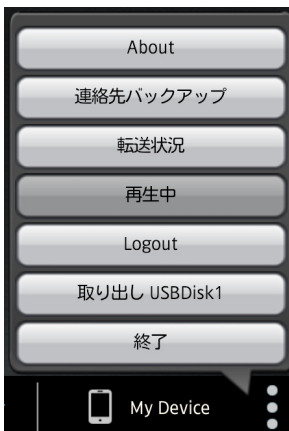 About
連絡先バックアップ
転送状況
再生中
Logout
取り出し USBDisk1
終了
My Device